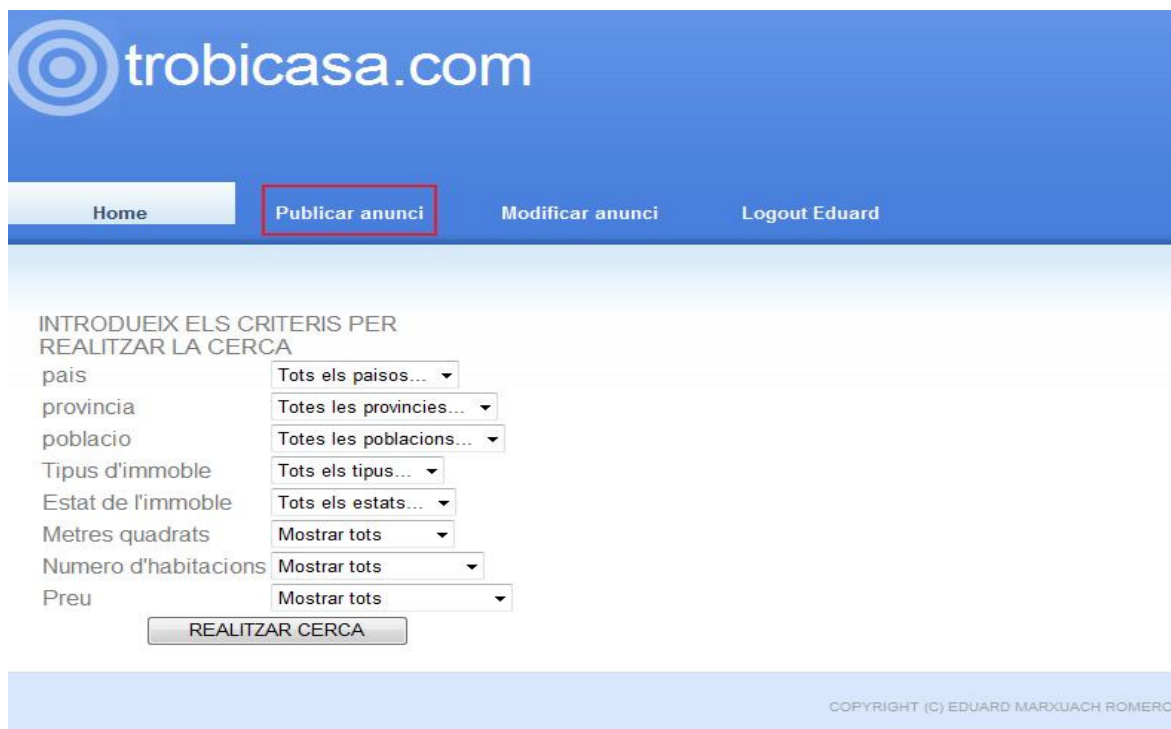 trobicasa.com
Home Publicar anunci Modificar anunci Logout Eduard
INTRODUEIX ELS CRITERIS PER
REALITZAR LA CERCA
pais Tots els paisos...
provincia Totes les provincies...
poblacio Totes les poblacions...
Tipus d'immoble Tots els tipus...
Estat de l'immoble Tots els estats...
Metres quadrats Mostrar tots
Numero d'habitacions Mostrar tots
Preu Mostrar tots
REALITZAR CERCA
COPYRIGHT (C) EDUARD MARXUACH ROMERO